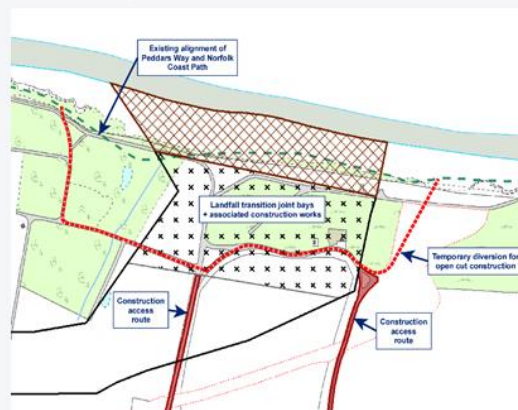 Existing alignment of
Peddars Way and Norfolk
Coast Path
Landfall transition joint bays
+ associated construction works
Temporary diversion for
open cut construction
Construction
access
route
Construction
access
route